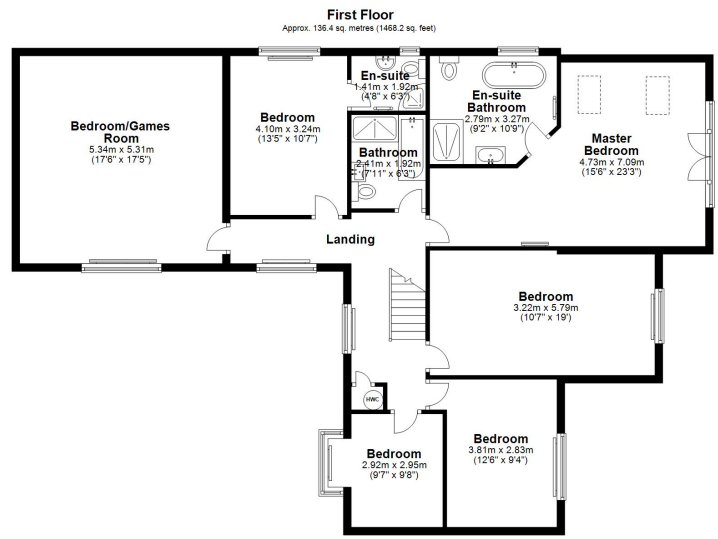 First Floor
Approx. 136.4 sq. metres (1468.2 sq. feet)
Bedroom/Games
Room
5.34m x 5.31m
(17'6" x 17'5")
Bedroom
4.10m x 3.24m
(13'5" x 10'7")
En-suite
1.41m x 1.92m
(4'8" x 6'3")
En-suite
Bathroom
2.79m x 3.27m
(9'2" x 10'9")
Bathroom
2.41m x 1.92m
(7'11" x 6'3")
Master
Bedroom
4.73m x 7.09m
(15'6" x 23'3")
Landing
Bedroom
3.22m x 5.79m
(10'7" x 19')
HWC
Bedroom
2.92m x 2.95m
(9'7" x 9'8")
Bedroom
3.81m x 2.83m
(12'6" x 9'4")